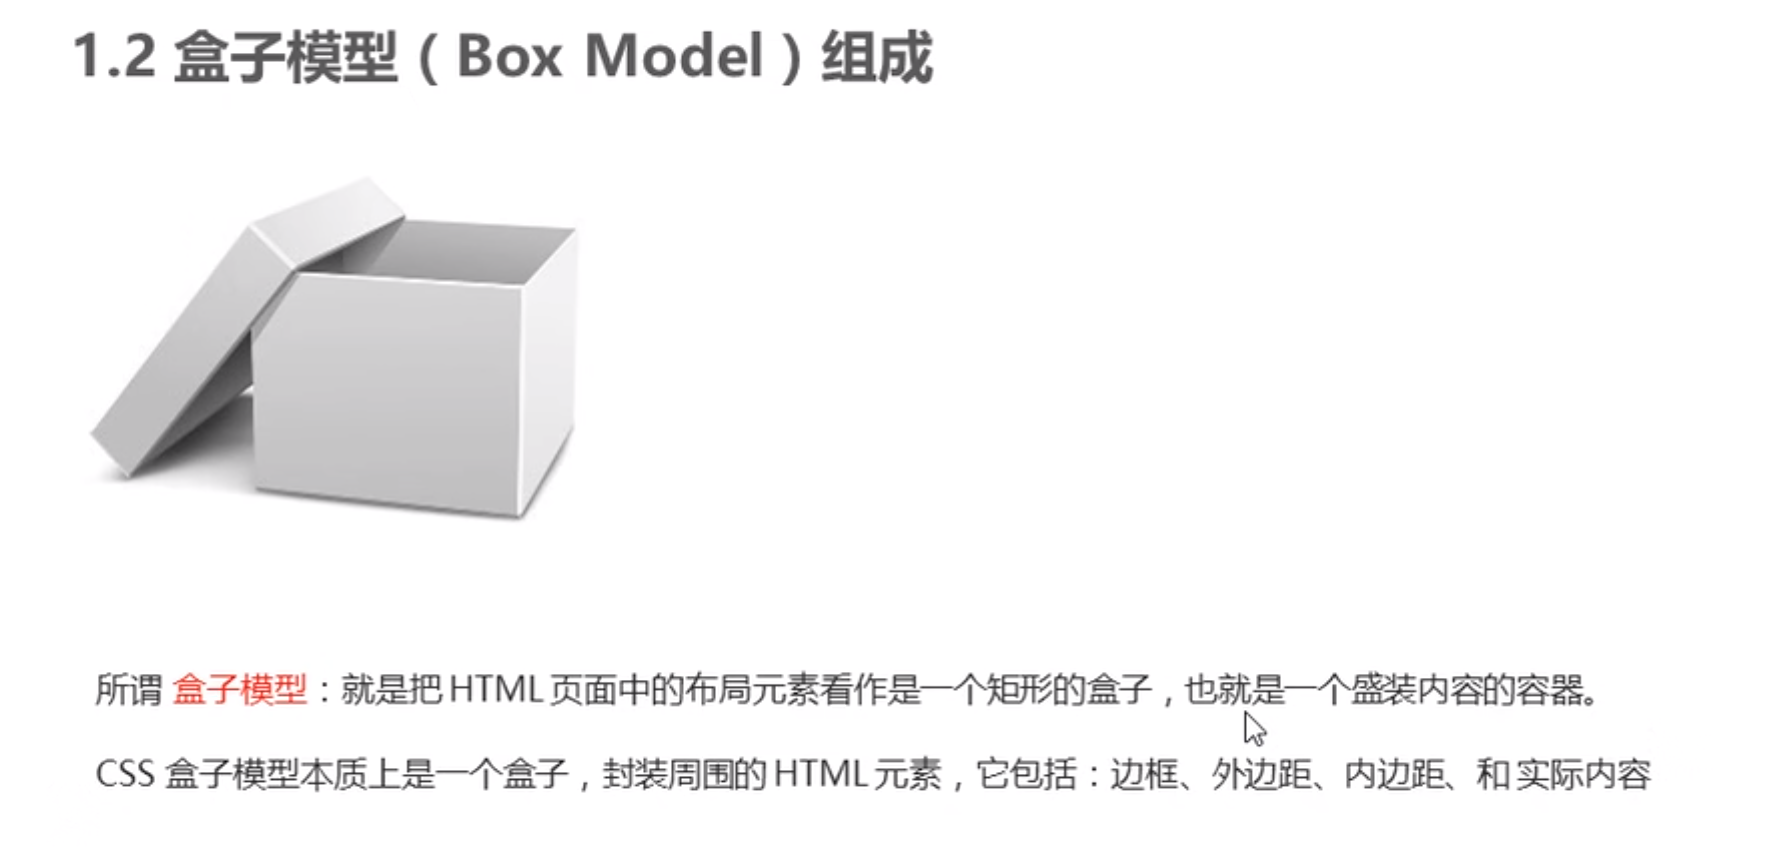 1.2 盒子模型（Box Model）组成
所谓 盒子模型：就是把 HTML 页面中的布局元素看作是一个矩形的盒子，也就是一个盛装内容的容器。
CSS 盒子模型本质上是一个盒子，封装周围的 HTML 元素，它包括：边框、外边距、内边距、和 实际内容